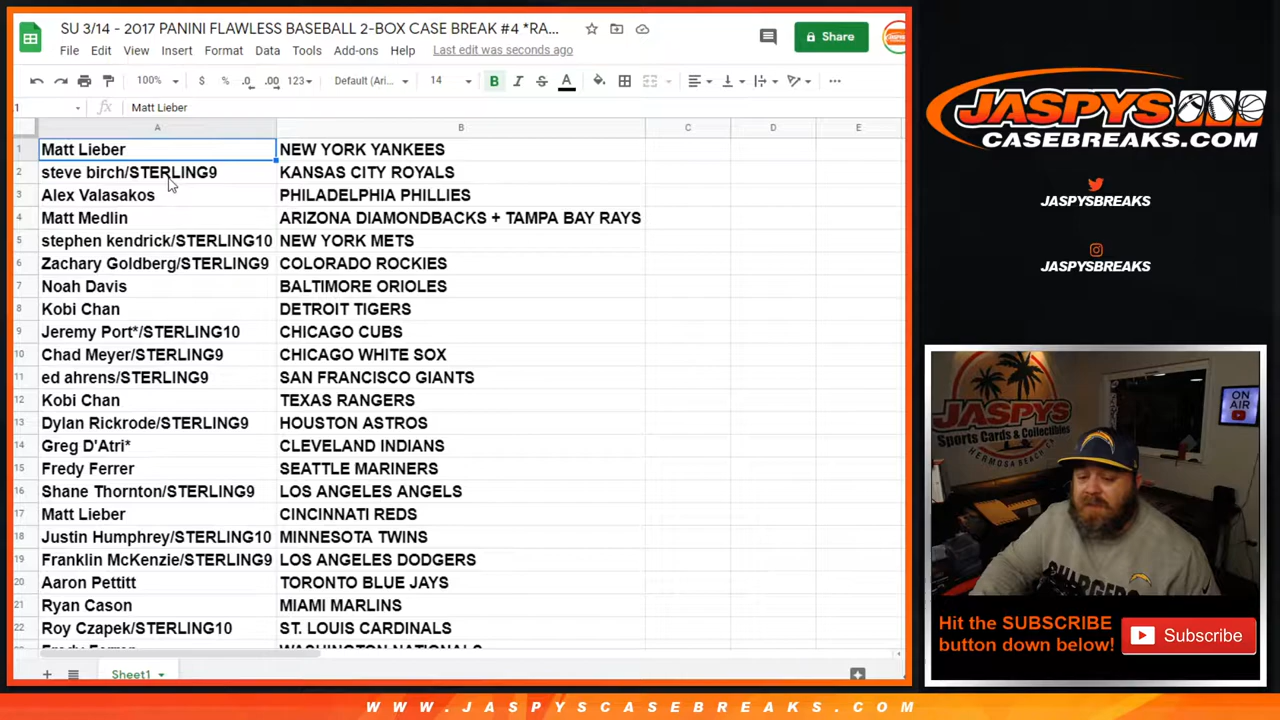 SU 3/14 - 2017 PANINI FLAWLESS BASEBALL 2-BOX CASE BREAK #4 *RA...
File Edit View Insert Format Data Tools Add-ons Help Last edit was seconds ago
Share
100% $ % .0 .00 123 Default (Ari... 14 B I S A
1 fx Matt Lieber
A B C D E
1 Matt Lieber NEW YORK YANKEES
2 steve birch/STERLING9 KANSAS CITY ROYALS
3 Alex Valasakos PHILADELPHIA PHILLIES
4 Matt Medlin ARIZONA DIAMONDBACKS + TAMPA BAY RAYS
5 stephen kendrick/STERLING10 NEW YORK METS
6 Zachary Goldberg/STERLING9 COLORADO ROCKIES
7 Noah Davis BALTIMORE ORIOLES
8 Kobi Chan DETROIT TIGERS
9 Jeremy Port*/STERLING10 CHICAGO CUBS
10 Chad Meyer/STERLING9 CHICAGO WHITE SOX
11 ed ahrens/STERLING9 SAN FRANCISCO GIANTS
12 Kobi Chan TEXAS RANGERS
13 Dylan Rickrode/STERLING9 HOUSTON ASTROS
14 Greg D'Atri* CLEVELAND INDIANS
15 Fredy Ferrer SEATTLE MARINERS
16 Shane Thornton/STERLING9 LOS ANGELES ANGELS
17 Matt Lieber CINCINNATI REDS
18 Justin Humphrey/STERLING10 MINNESOTA TWINS
19 Franklin McKenzie/STERLING9 LOS ANGELES DODGERS
20 Aaron Pettitt TORONTO BLUE JAYS
21 Ryan Cason MIAMI MARLINS
22 Roy Czapek/STERLING10 ST. LOUIS CARDINALS
Fredy Ferrer WASHINGTON NATIONALS
Sheet1
JASPYS
CASEBREAKS.COM
JASPYSBREAKS
JASPYSBREAKS
JASPYS
Sports Cards & Collectibles
HERMOSA BEACH
ON AIR
CHARGERS
Hit the SUBSCRIBE
button down below!
Subscribe
WWW.JASPYSCASEBREAKS.COM